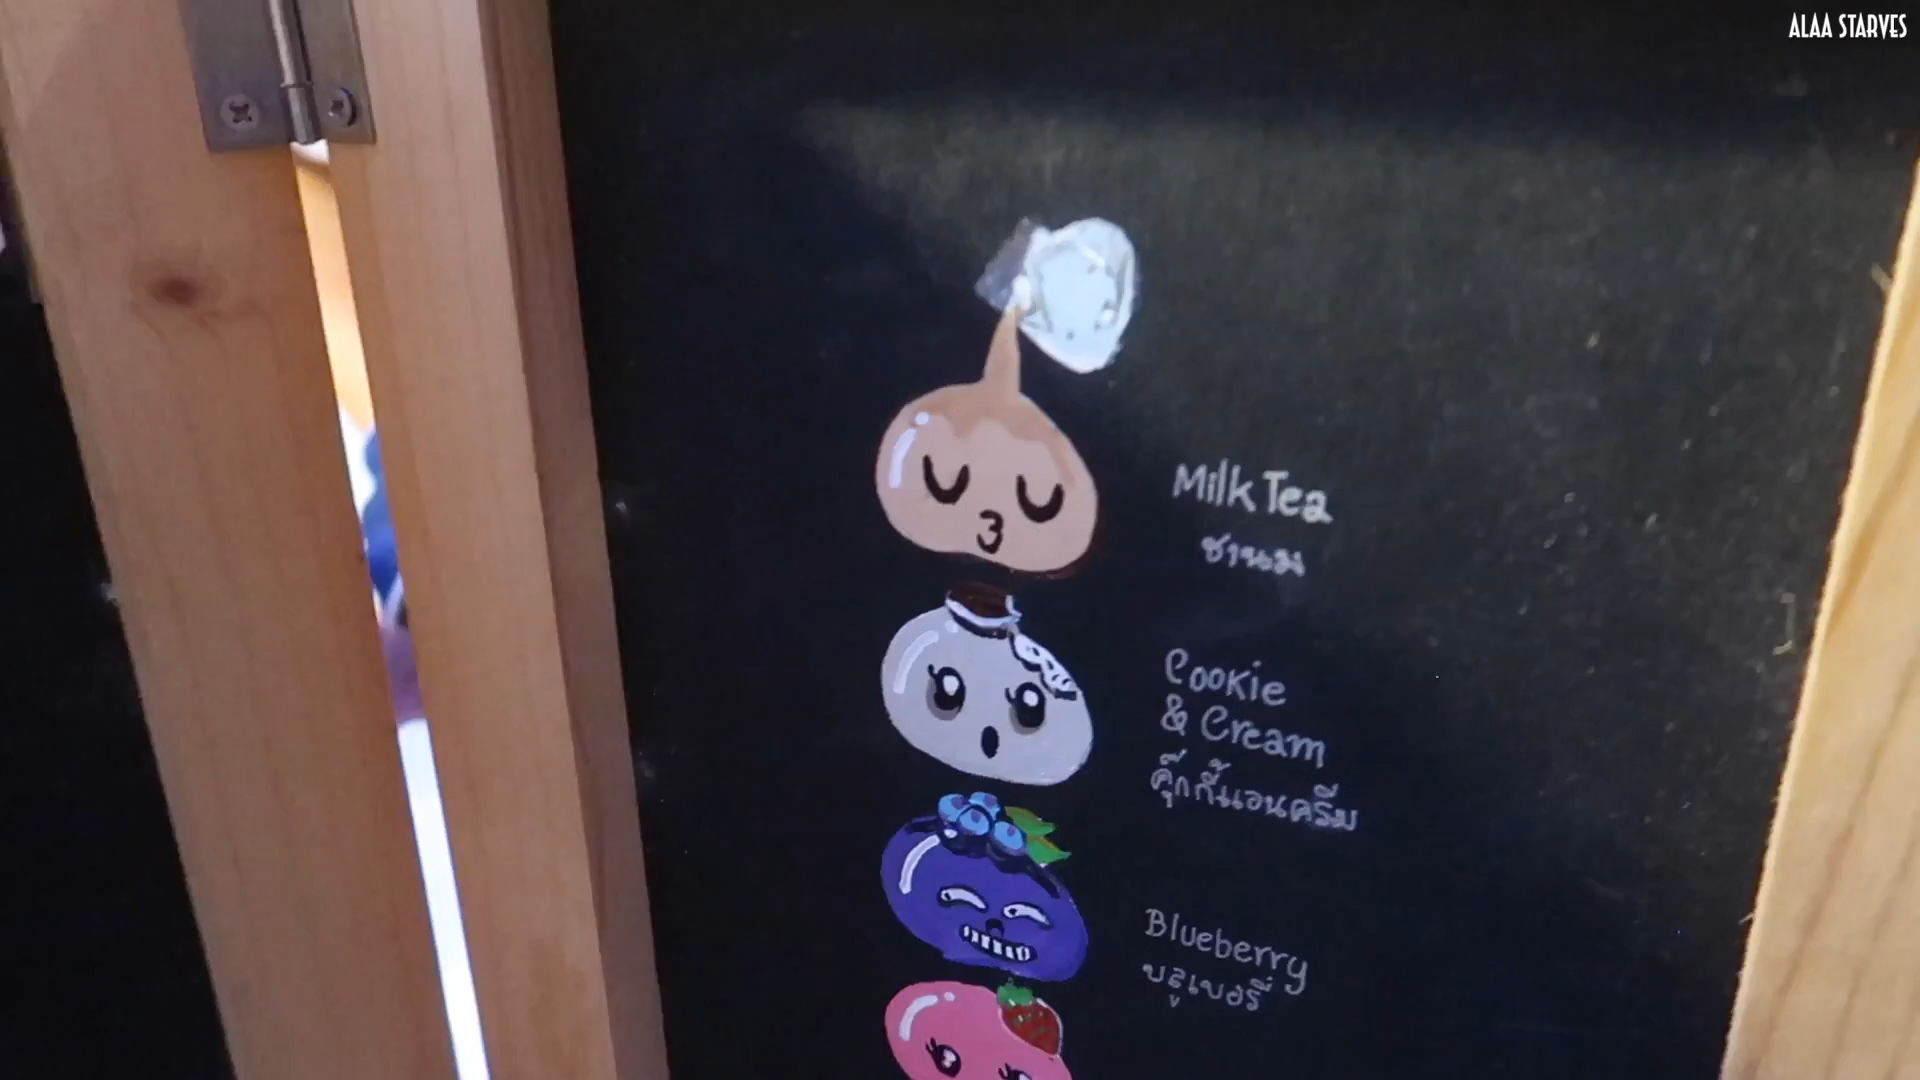 ALAA STARVES
Milk Tea
ชานม
Cookie
& Cream
คุ๊กกี้แอนครีม
Blueberry
บลูเบอรี่